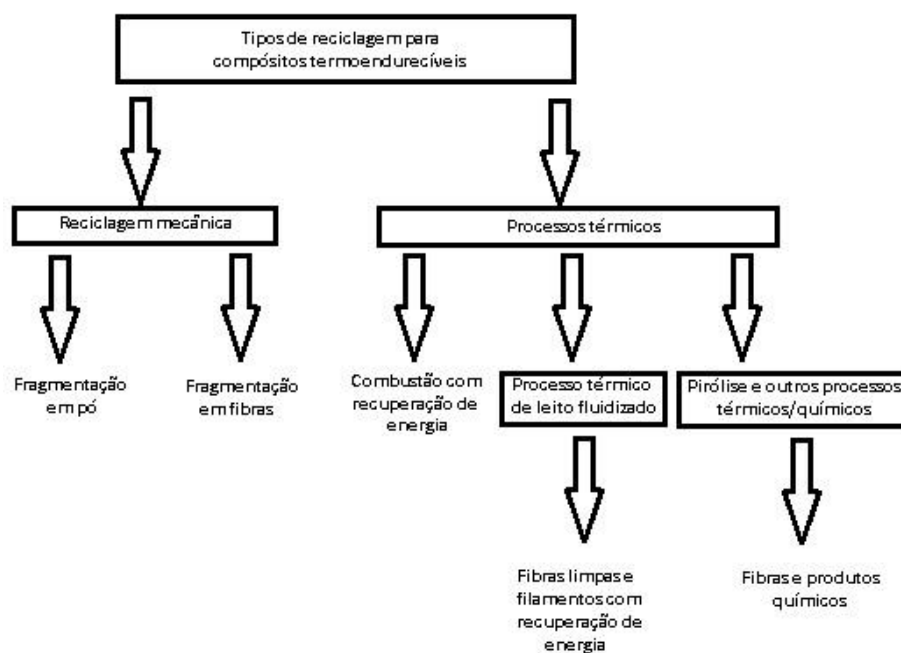 Tipos de reciclagem para
compósitos termoendurecíveis
Reciclagem mecânica
Processos térmicos
Fragmentação
em pó
Fragmentação
em fibras
Combustão com
recuperação de
energia
Processo térmico
de leito fluidizado
Pirólise e outros processos
térmicos/químicos
Fibras limpas e
filamentos com
recuperação de
energia
Fibras e produtos
químicos